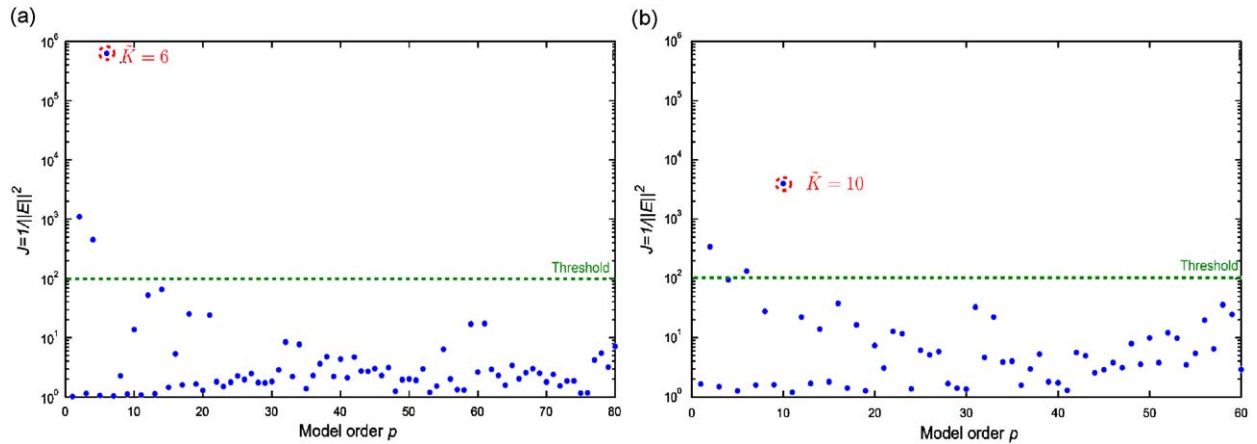 (a)
10^6
10^5
10^4
10^3
10^2
10^1
10^0
J=1/||E||^2
K̃ = 6
Threshold
0 10 20 30 40 50 60 70 80
Model order p
(b)
10^6
10^5
10^4
10^3
10^2
10^1
10^0
J=1/||E||^2
K̃ = 10
Threshold
0 10 20 30 40 50 60
Model order p